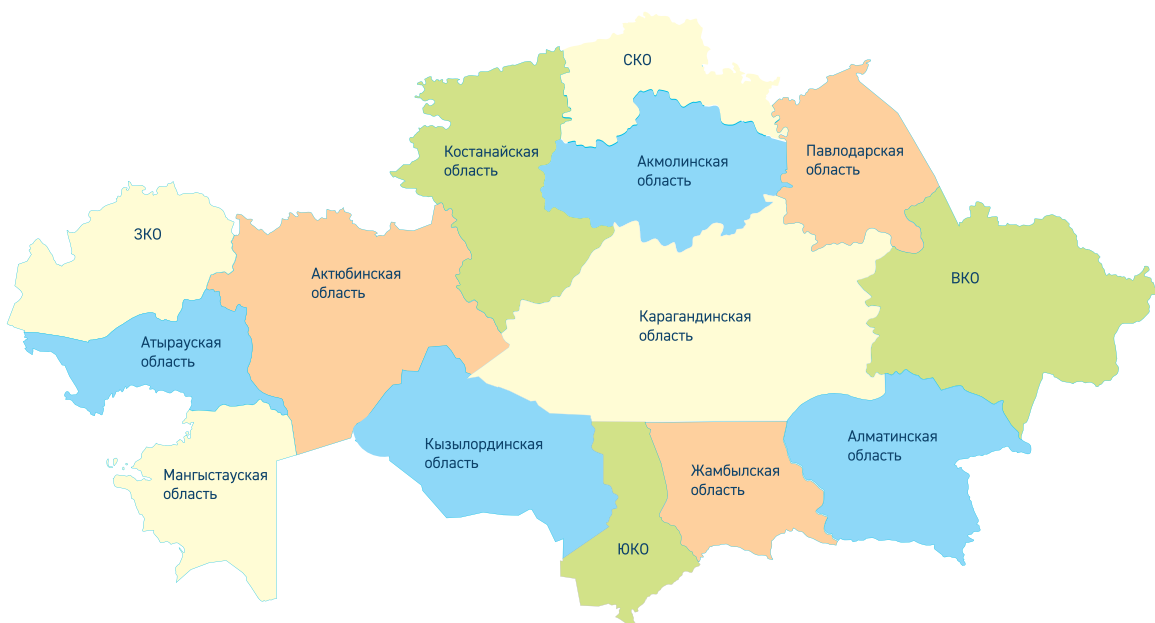 СКО
Костанайская
область
Акмолинская
область
Павлодарская
область
ЗКО
Актюбинская
область
ВКО
Карагандинская
область
Атырауская
область
Кызылординская
область
Алматинская
область
Мангыстауская
область
Жамбылская
область
ЮКО